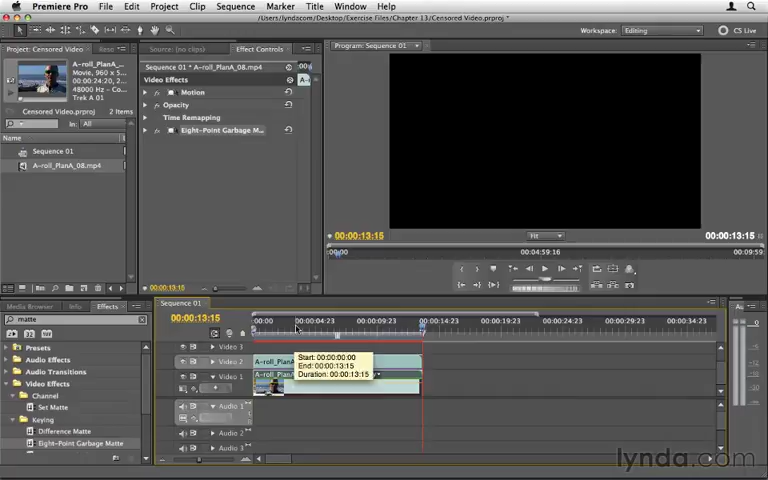 Premiere Pro File Edit Project Clip Sequence Marker Title Window Help
/Users/lyndacom/Desktop/Exercise Files/Chapter 13/Censored Video.prproj *
Workspace: Editing CS Live
Project: Censored Video
A-roll_PlanA_0...
Movie, 960 x 5...
00:00:24:20, ...
48000 Hz - Co...
Trek A 01
Censored Video.prproj 2 Items
In: All
Name
Sequence 01
A-roll_PlanA_08.mp4
Source: (no clips) Effect Controls
Sequence 01 * A-roll_PlanA_08.mp4
Video Effects
Motion
Opacity
Time Remapping
Eight-Point Garbage M...
00:00:13:15
Program: Sequence 01
00:00:13:15 Fit 00:00:13:15
00:00 00:04:59:16 00:09:59
Media Browser Info Effects
matte
Presets
Audio Effects
Audio Transitions
Video Effects
Channel
Set Matte
Keying
Difference Matte
Eight-Point Garbage Matte
Sequence 01
00:00:13:15
00:00 00:00:04:23 00:00:09:23 00:00:14:23 00:00:19:23 00:00:24:23 00:00:29:23 00:00:34:23
Video 3
Video 2 A-roll_PlanA
Start: 00:00:00:00
End: 00:00:13:15
Duration: 00:00:13:15
Video 1 A-roll_PlanA
Audio 1
Audio 2
Audio 3
0
lynda.com